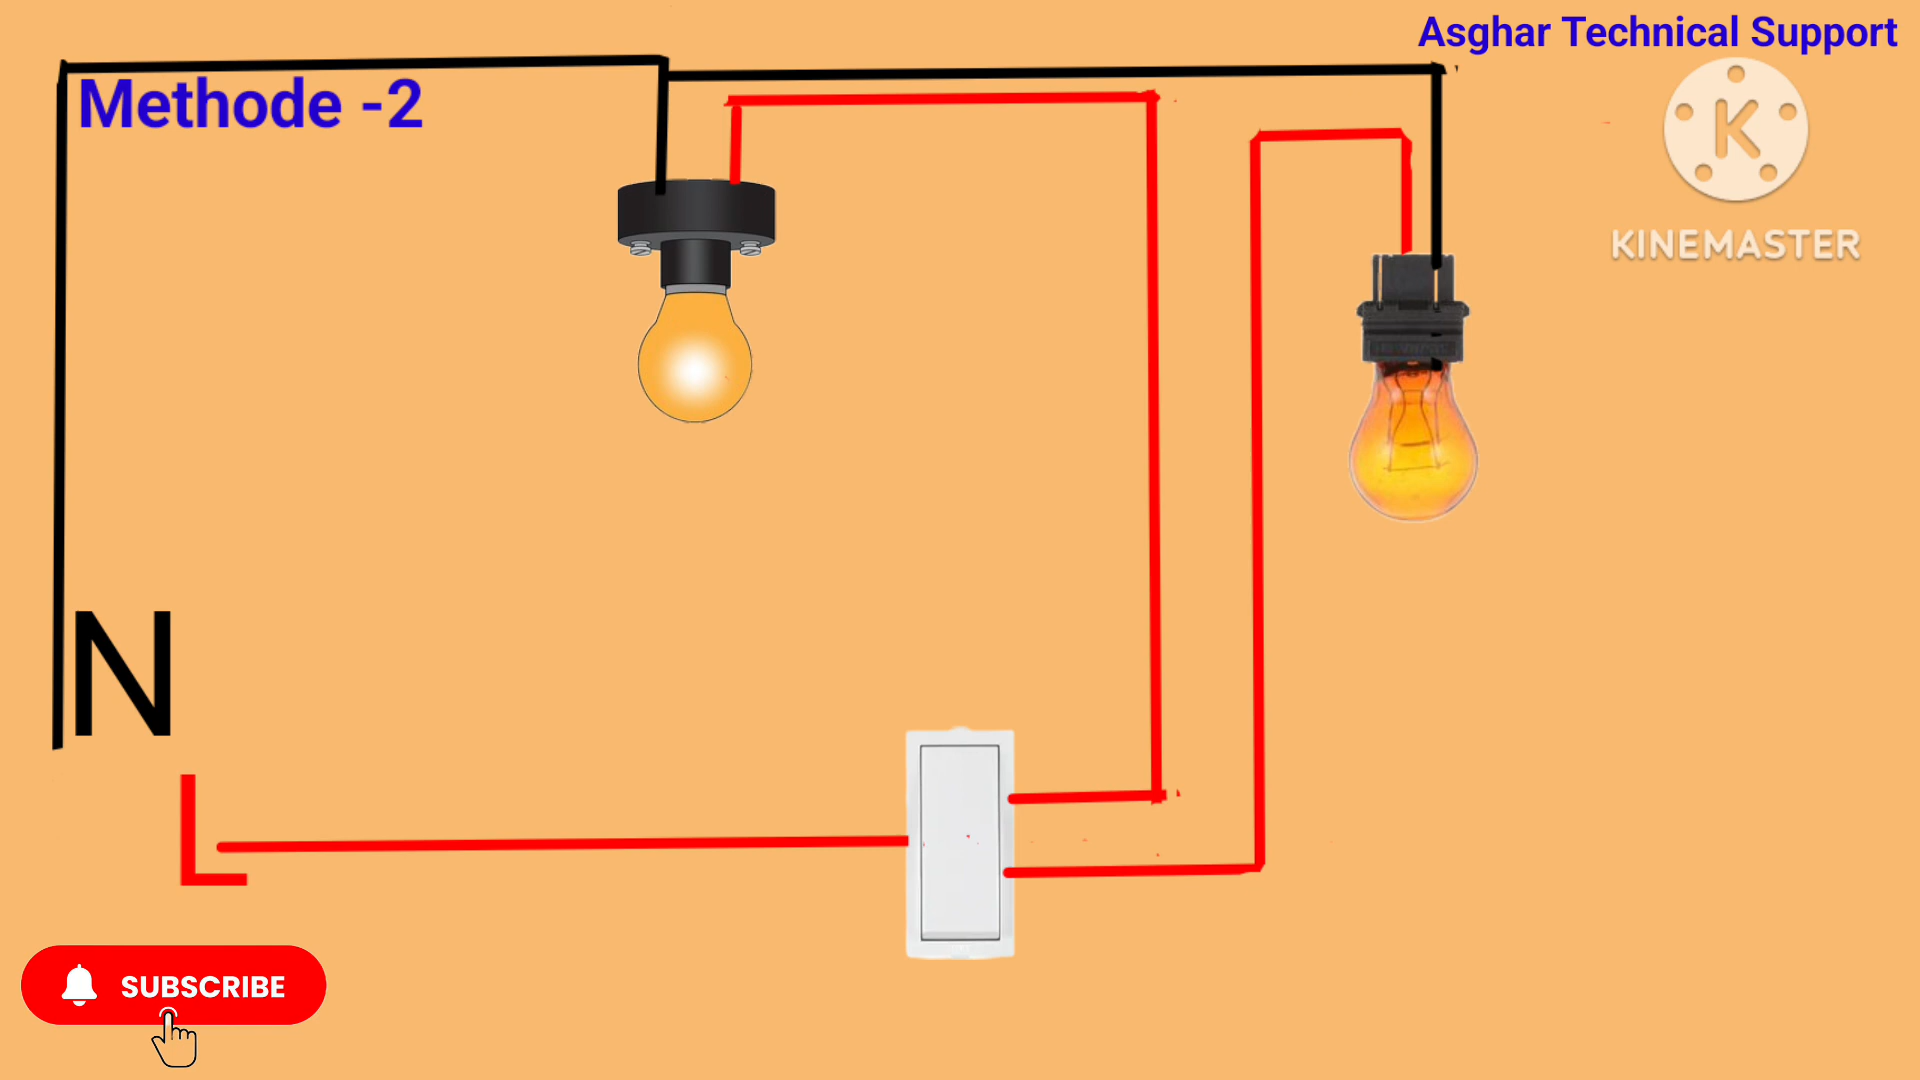 Asghar Technical Support
Methode -2
K
KINEMASTER
N
L
SUBSCRIBE